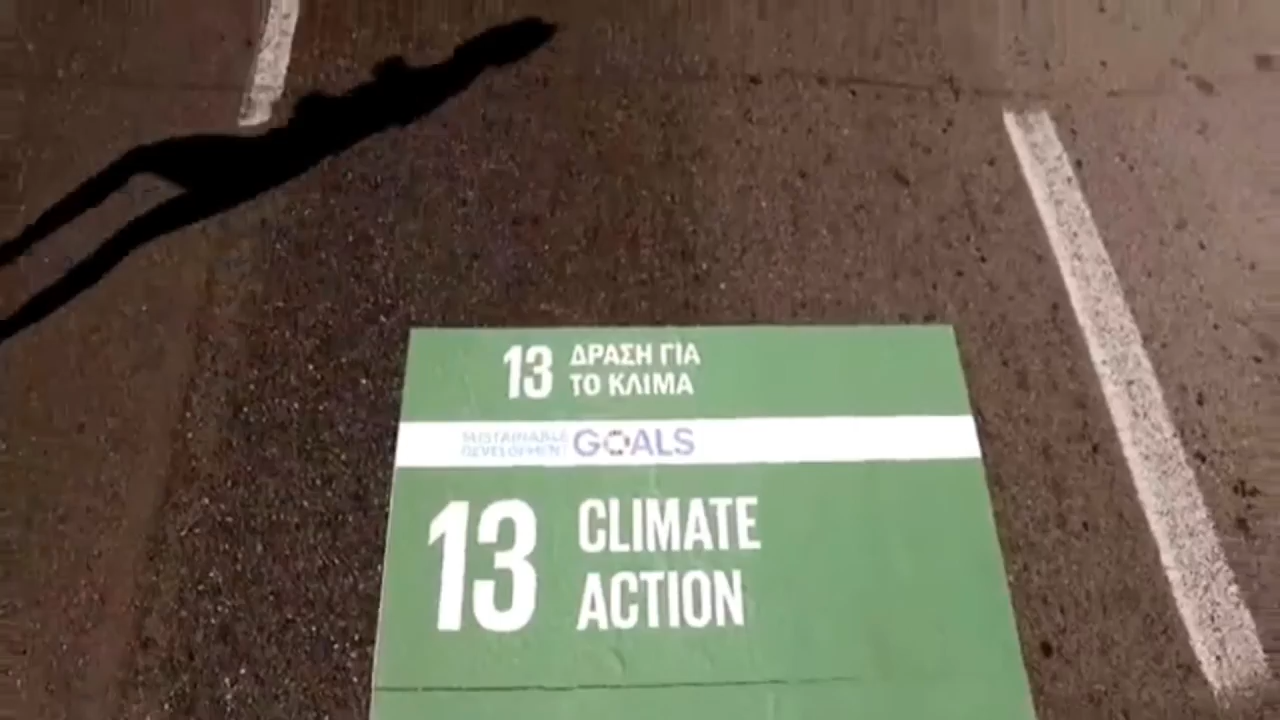 13 ΔΡΑΣΗ ΓΙΑ
ΤΟ ΚΛΙΜΑ
SUSTAINABLE
DEVELOPMENT GOALS
13 CLIMATE
ACTION